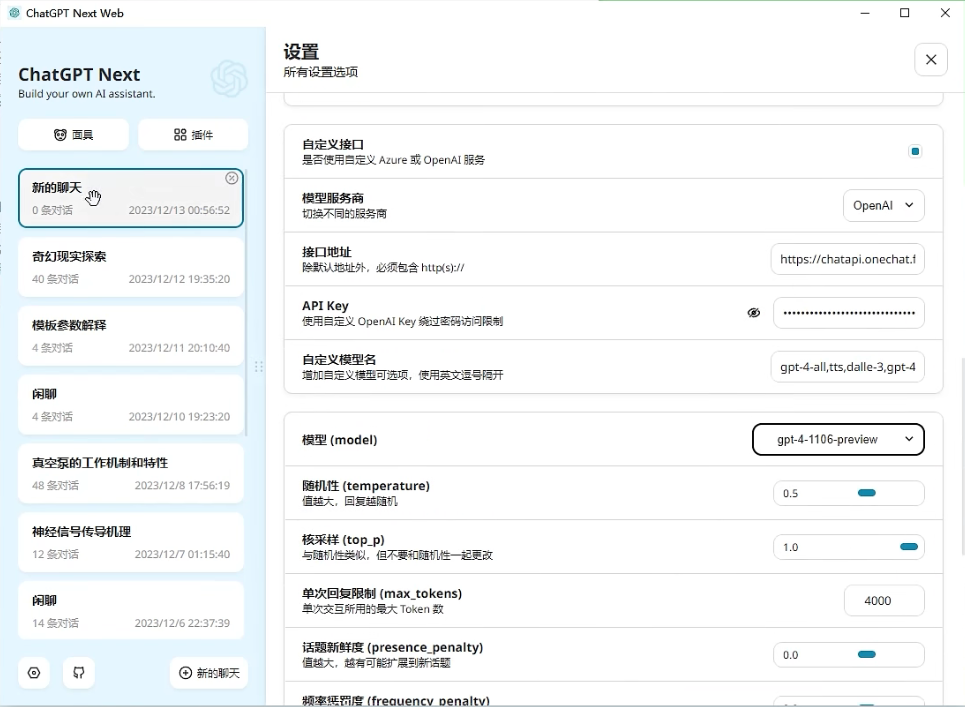 ChatGPT Next Web
ChatGPT Next
Build your own AI assistant.
面具
插件
新的聊天
0 条对话
2023/12/13 00:56:52
奇幻现实探索
40 条对话
2023/12/12 19:35:20
模板参数解释
4 条对话
2023/12/11 20:10:40
闲聊
4 条对话
2023/12/10 19:23:20
真空泵的工作机制和特性
48 条对话
2023/12/8 17:56:19
神经信号传导机理
12 条对话
2023/12/7 01:15:40
闲聊
14 条对话
2023/12/6 22:37:39
新的聊天
设置
所有设置选项
自定义接口
是否使用自定义 Azure 或 OpenAI 服务
模型服务商
切换不同的服务商
OpenAI
接口地址
除默认地址外，必须包含 http(s)://
https://chatapi.onechat.f
API Key
使用自定义 OpenAI Key 绕过密码访问限制
自定义模型名
增加自定义模型可选项，使用英文逗号隔开
gpt-4-all,tts,dalle-3,gpt-4
模型 (model)
gpt-4-1106-preview
随机性 (temperature)
值越大，回复越随机
0.5
核采样 (top_p)
与随机性类似，但不要和随机性一起更改
1.0
单次回复限制 (max_tokens)
单次交互所用的最大 Token 数
4000
话题新鲜度 (presence_penalty)
值越大，越有可能扩展到新话题
0.0
频率惩罚度 (frequency_penalty)